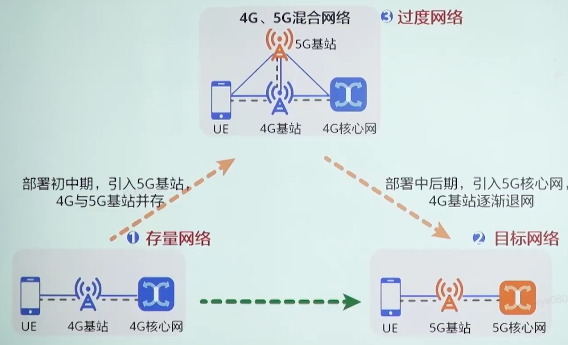 4G、5G混合网络
③过度网络
5G基站
UE
4G基站
4G核心网
部署初中期，引入5G基站，
4G与5G基站并存
部署中后期，引入5G核心网，
4G基站逐渐退网
①存量网络
②目标网络
UE
4G基站
4G核心网
UE
5G基站
5G核心网